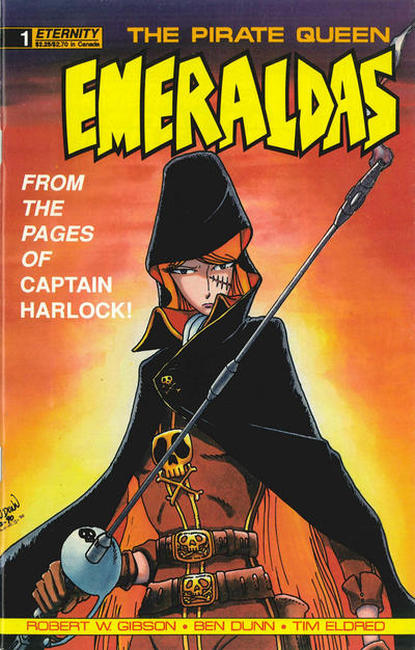 1
ETERNITY
$2.25/$2.70 in Canada
THE PIRATE QUEEN
EMERALDAS
FROM
THE
PAGES
OF
CAPTAIN
HARLOCK!
ROBERT W. GIBSON • BEN DUNN • TIM ELDRED